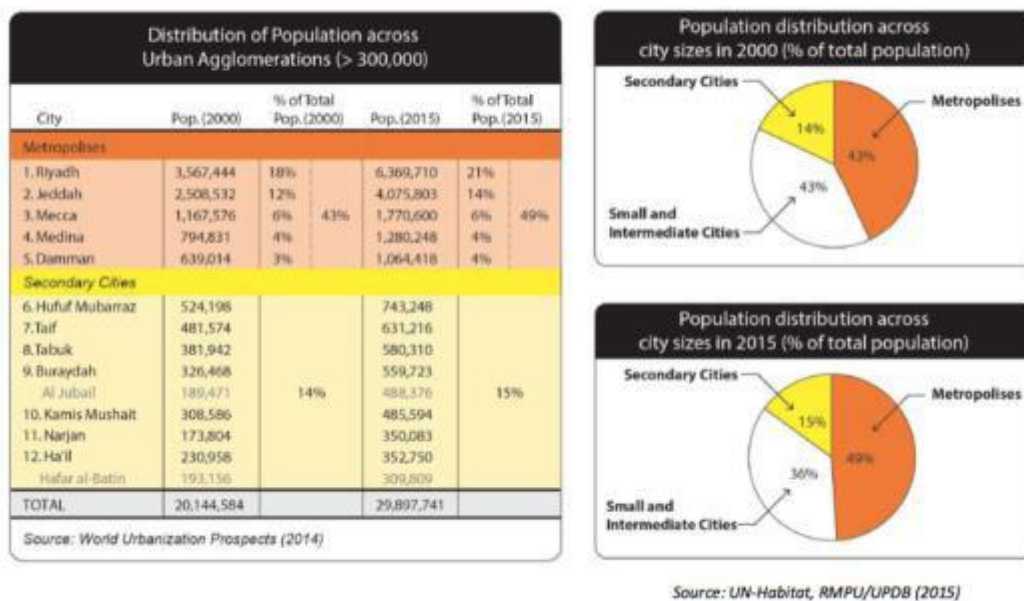 Distribution of Population across
Urban Agglomerations (> 300,000)
City Pop. (2000) % of Total Pop. (2000) Pop. (2015) % of Total Pop. (2015)
Metropolises
1. Riyadh 3,567,444 18% 6,369,710 21%
2. Jeddah 2,508,532 12% 4,075,803 14%
3. Mecca 1,167,576 6% 43% 1,770,600 6% 49%
4. Medina 794,831 4% 1,280,248 4%
5. Damman 639,014 3% 1,064,418 4%
Secondary Cities
6. Hufuf Mubarraz 524,198 743,248
7. Taif 481,574 631,216
8. Tabuk 381,942 580,310
9. Buraydah 326,468 559,723
Al Jubail 189,471 14% 488,376 15%
10. Kamis Mushait 308,586 485,594
11. Narjan 173,804 350,083
12. Ha'il 230,958 352,750
Hafar al-Batin 193,156 309,809
TOTAL 20,144,584 29,897,741
Source: World Urbanization Prospects (2014)
Population distribution across
city sizes in 2000 (% of total population)
Secondary Cities
Metropolises
14%
43%
43%
Small and
Intermediate Cities
Population distribution across
city sizes in 2015 (% of total population)
Secondary Cities
Metropolises
15%
49%
36%
Small and
Intermediate Cities
Source: UN-Habitat, RMPU/UPDB (2015)